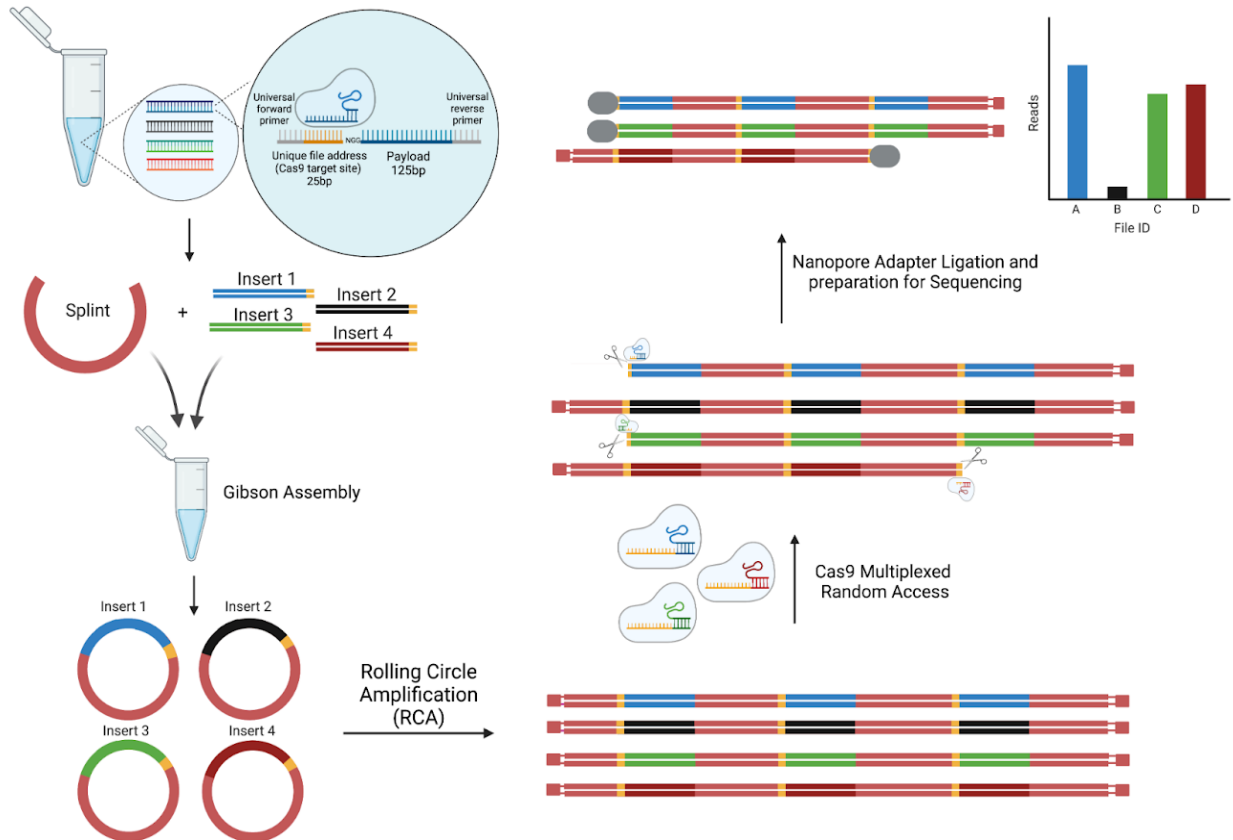 Universal
forward
primer
Universal
reverse
primer
NGG
Unique file address
(Cas9 target site)
25bp
Payload
125bp
Splint
+
Insert 1
Insert 2
Insert 3
Insert 4
Gibson Assembly
Insert 1
Insert 2
Insert 3
Insert 4
Rolling Circle
Amplification
(RCA)
Cas9 Multiplexed
Random Access
Nanopore Adapter Ligation and
preparation for Sequencing
Reads
A
B
C
D
File ID